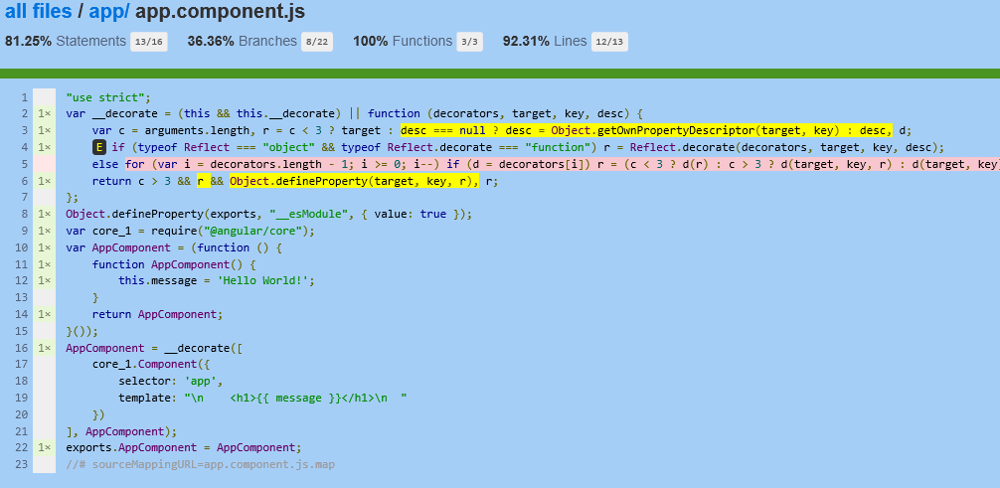 all files / app/ app.component.js
81.25% Statements 13/16 36.36% Branches 8/22 100% Functions 3/3 92.31% Lines 12/13
1 "use strict";
2 1× var __decorate = (this && this.__decorate) || function (decorators, target, key, desc) {
3 1× var c = arguments.length, r = c < 3 ? target : desc === null ? desc = Object.getOwnPropertyDescriptor(target, key) : desc, d;
4 1× E if (typeof Reflect === "object" && typeof Reflect.decorate === "function") r = Reflect.decorate(decorators, target, key, desc);
5 else for (var i = decorators.length - 1; i >= 0; i--) if (d = decorators[i]) r = (c < 3 ? d(r) : c > 3 ? d(target, key, r) : d(target, key
6 1× return c > 3 && r && Object.defineProperty(target, key, r), r;
7 };
8 1× Object.defineProperty(exports, "__esModule", { value: true });
9 1× var core_1 = require("@angular/core");
10 1× var AppComponent = (function () {
11 1× function AppComponent() {
12 1× this.message = 'Hello World!';
13 }
14 1× return AppComponent;
15 }());
16 1× AppComponent = __decorate([
17 core_1.Component({
18 selector: 'app',
19 template: "\n    <h1>{{ message }}</h1>\n  "
20 })
21 ], AppComponent);
22 1× exports.AppComponent = AppComponent;
23 //# sourceMappingURL=app.component.js.map